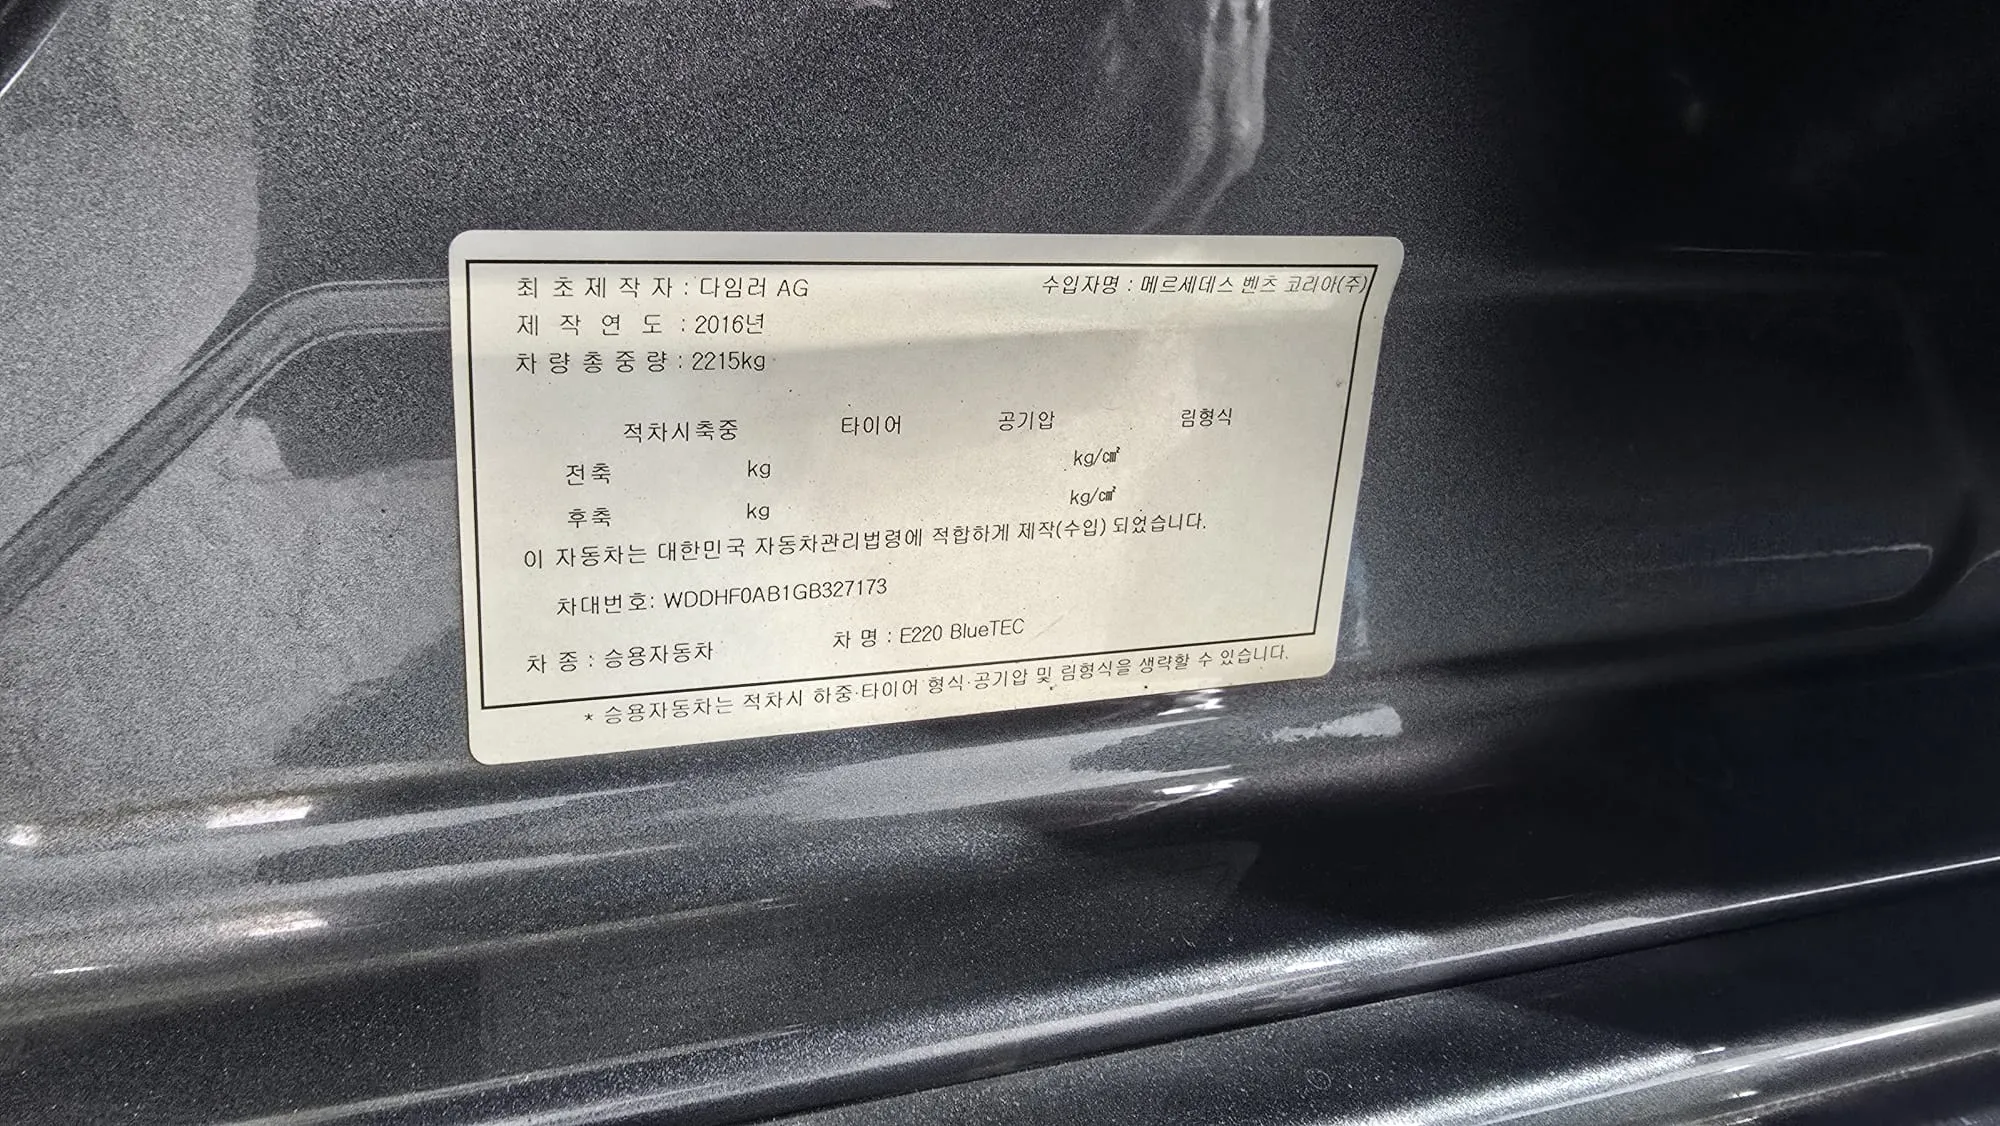 최초제작자 : 다임러 AG 수입자명 : 메르세데스 벤츠 코리아(주)
제작연도 : 2016년
차량총중량 : 2215kg
적차시축중 타이어 공기압 림형식
전축 kg kg/㎠
후축 kg kg/㎠
이 자동차는 대한민국 자동차관리법령에 적합하게 제작(수입) 되었습니다.
차대번호: WDDHF0AB1GB327173
차 종 : 승용자동차 차 명 : E220 BlueTEC
* 승용자동차는 적차시 하중·타이어 형식·공기압 및 림형식을 생략할 수 있습니다.